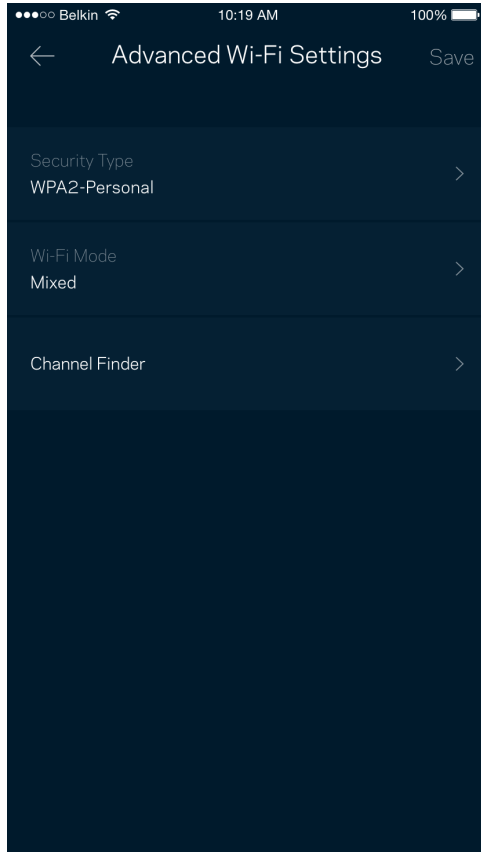 Belkin 10:19 AM 100%
Advanced Wi-Fi Settings Save
Security Type
WPA2-Personal
Wi-Fi Mode
Mixed
Channel Finder